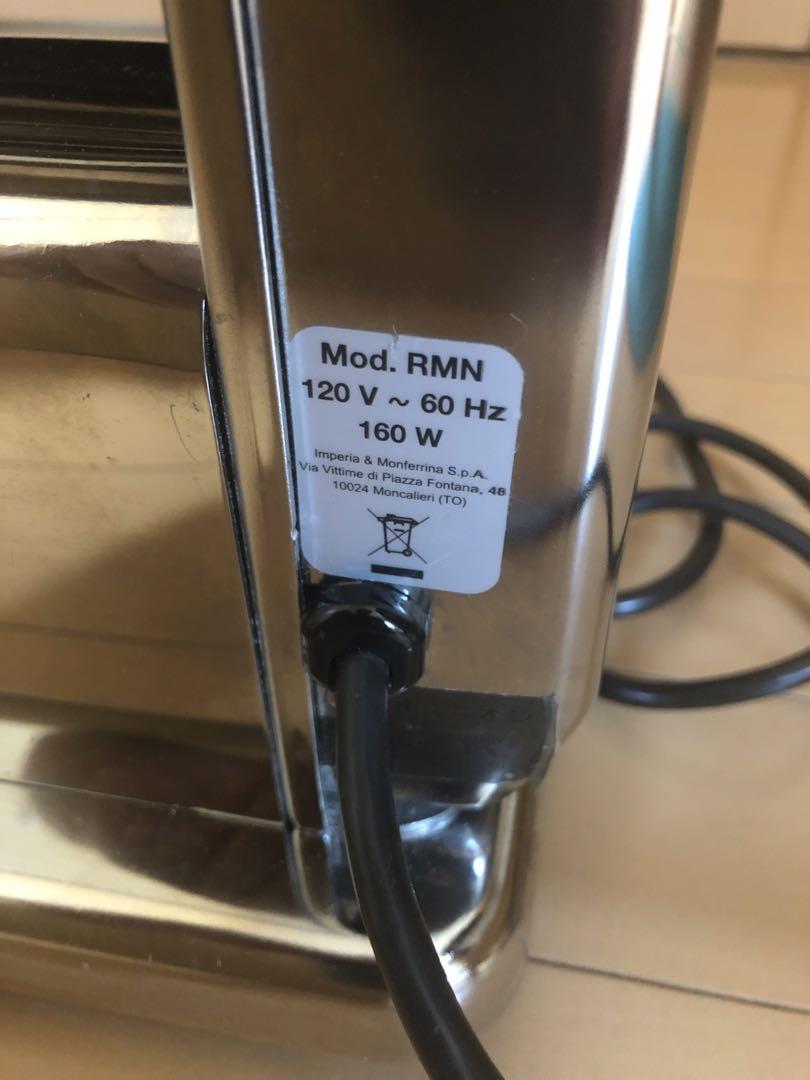 Mod. RMN
120 V ~ 60 Hz
160 W
Imperia & Monferrina S.p.A.
Via Vittime di Piazza Fontana, 48
10024 Moncalieri (TO)